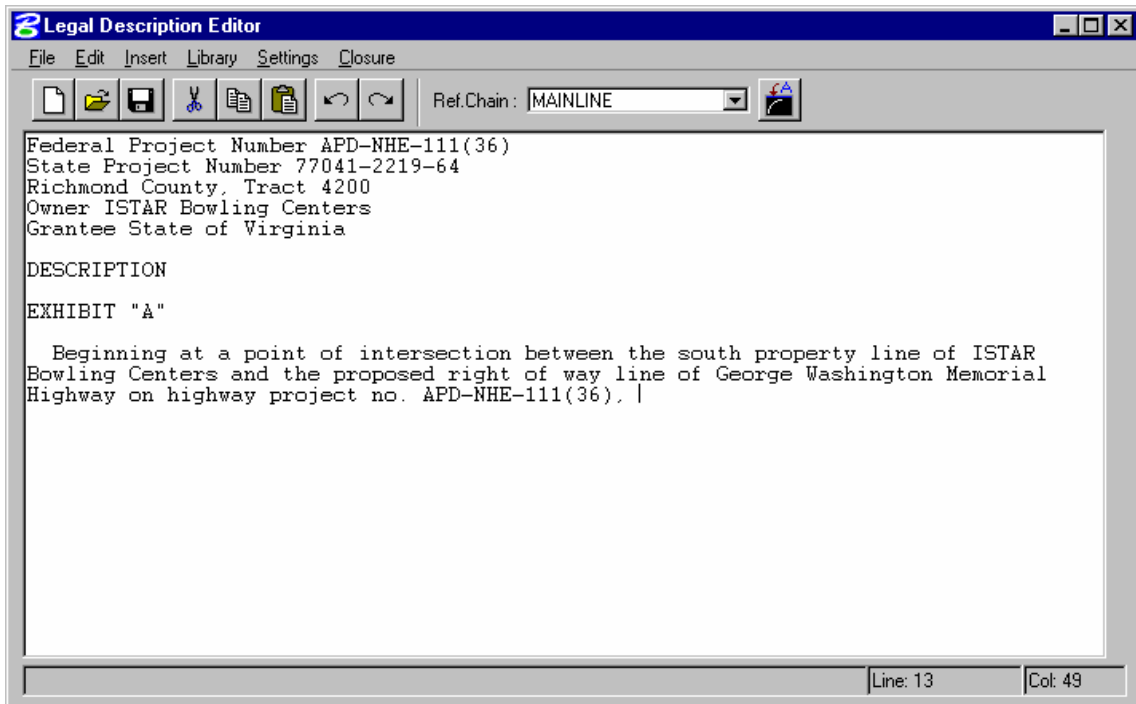 Legal Description Editor
File Edit Insert Library Settings Closure
Ref.Chain : MAINLINE
Federal Project Number APD-NHE-111(36)
State Project Number 77041-2219-64
Richmond County, Tract 4200
Owner ISTAR Bowling Centers
Grantee State of Virginia
DESCRIPTION
EXHIBIT "A"
Beginning at a point of intersection between the south property line of ISTAR
Bowling Centers and the proposed right of way line of George Washington Memorial
Highway on highway project no. APD-NHE-111(36),
Line: 13 Col: 49